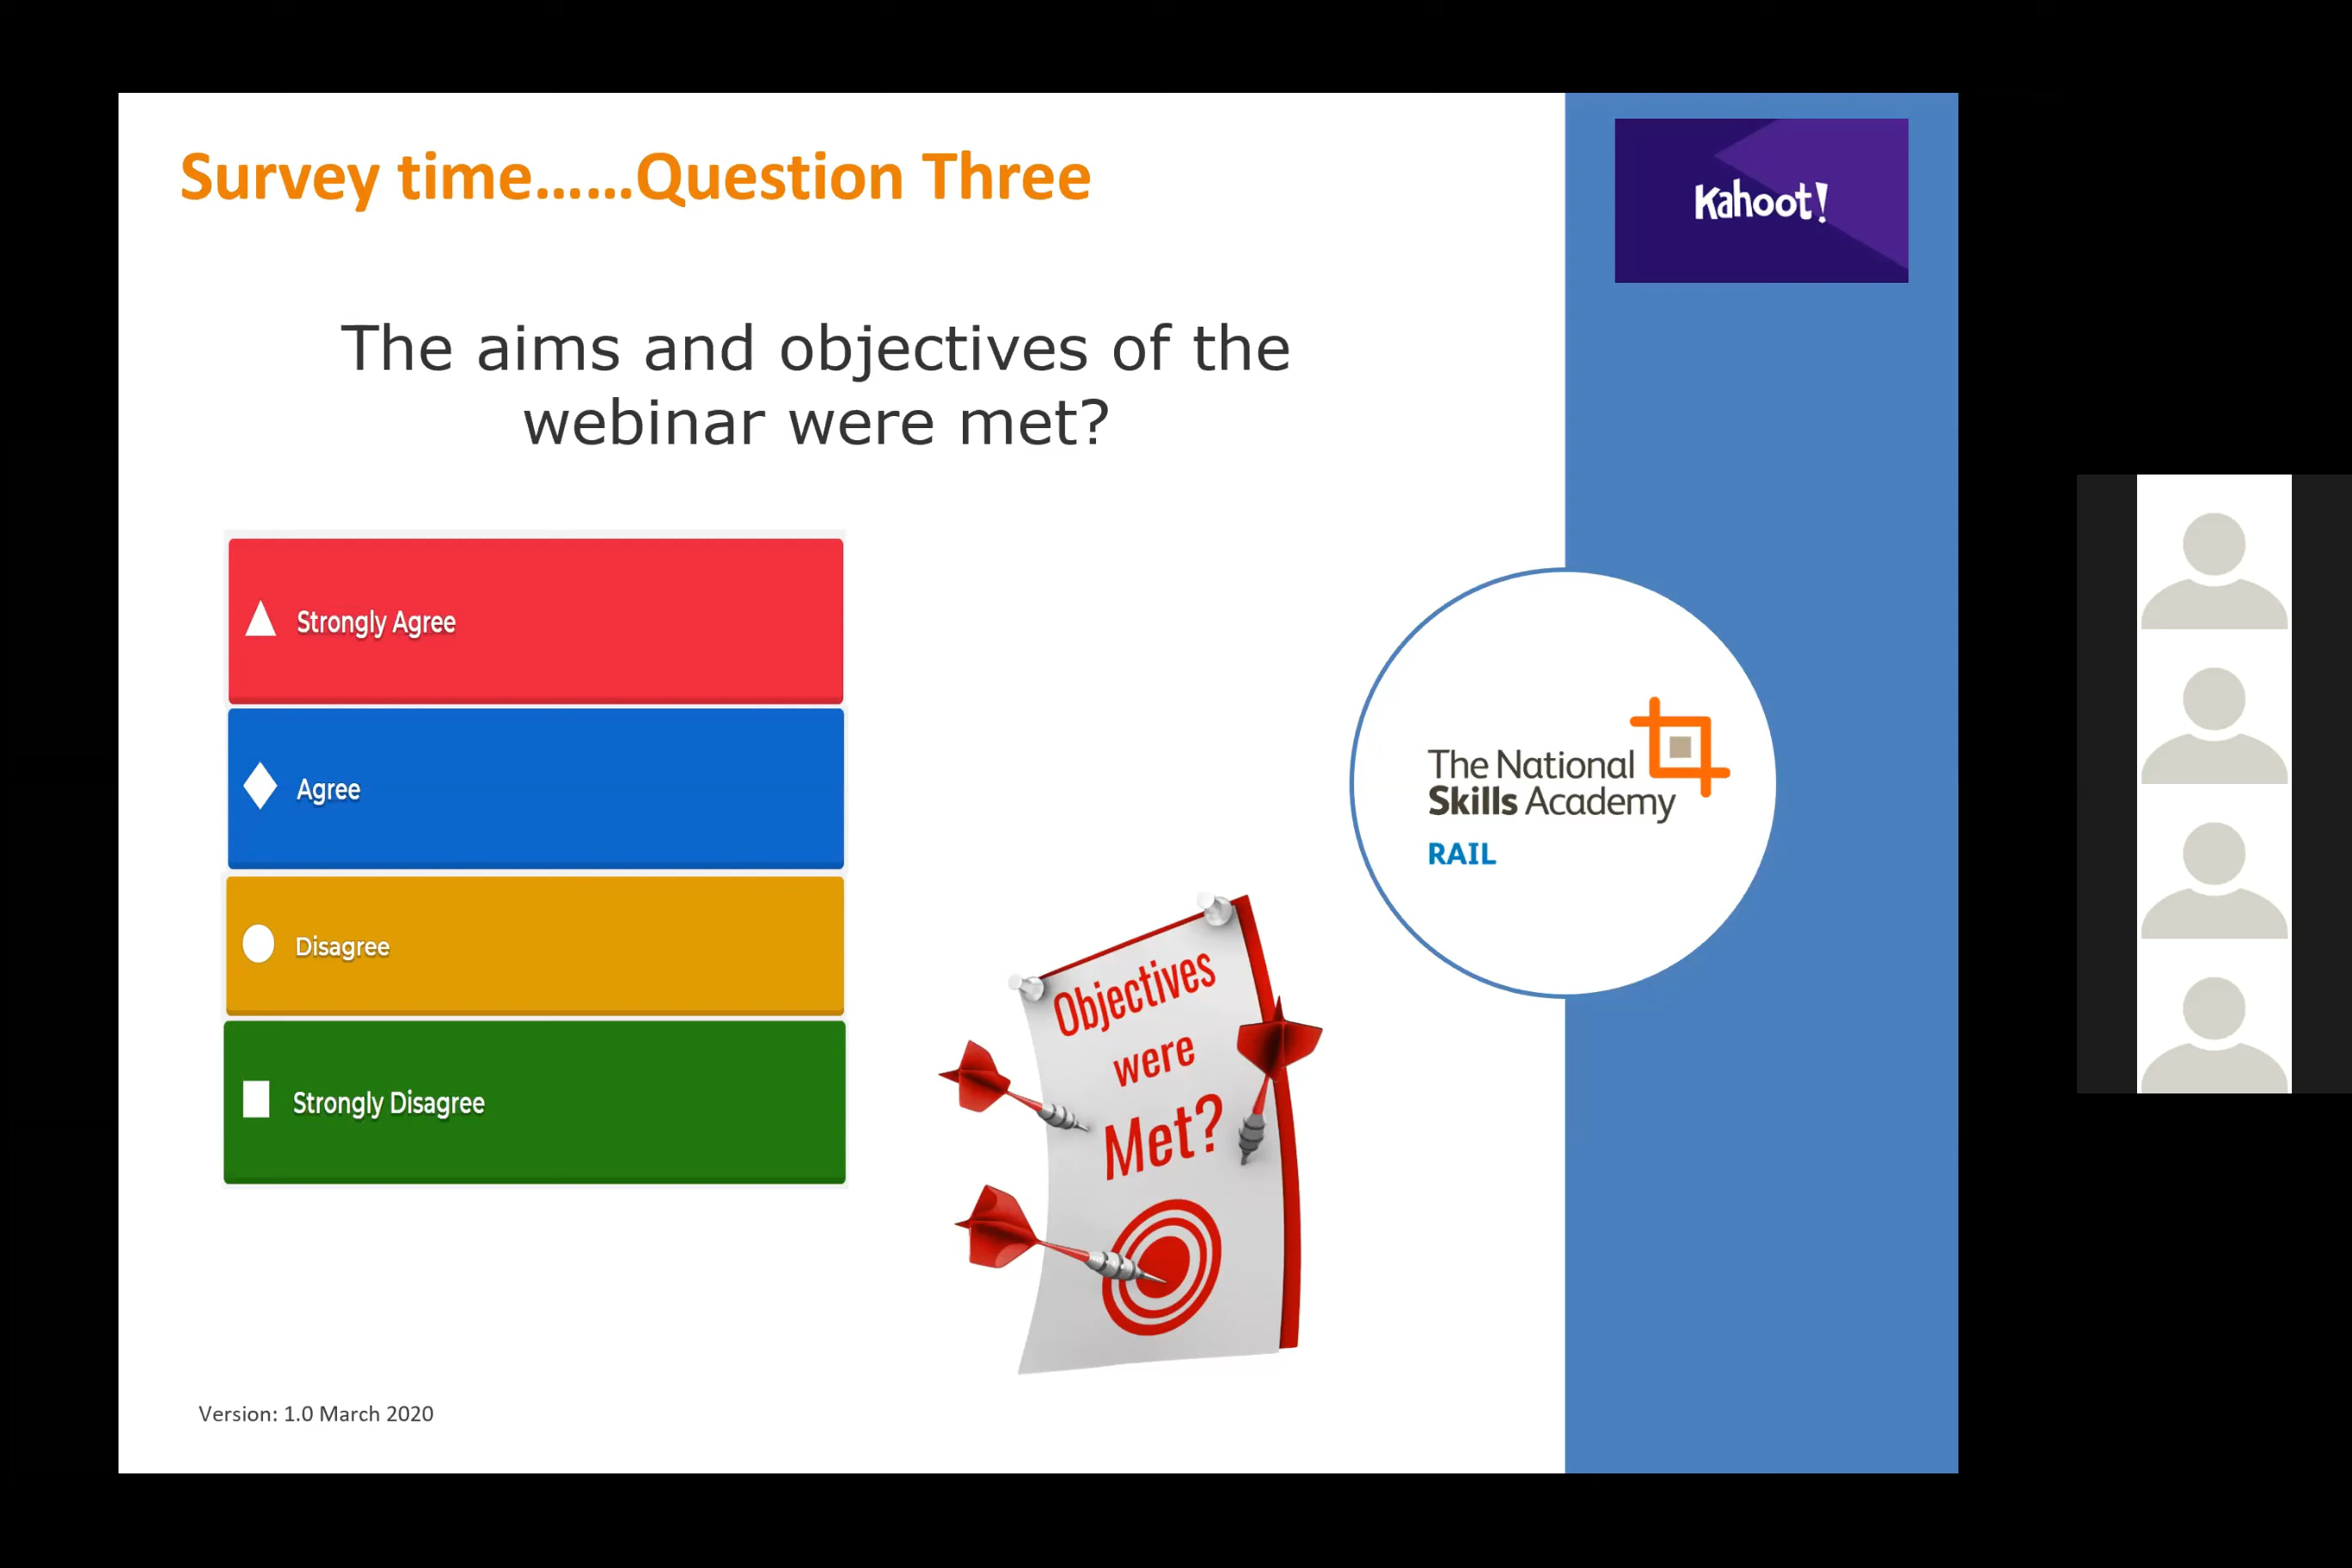 Survey time......Question Three
Kahoot!
The aims and objectives of the
webinar were met?
Strongly Agree
Agree
Disagree
Strongly Disagree
Objectives
were
Met?
The National
Skills Academy
RAIL
Version: 1.0 March 2020